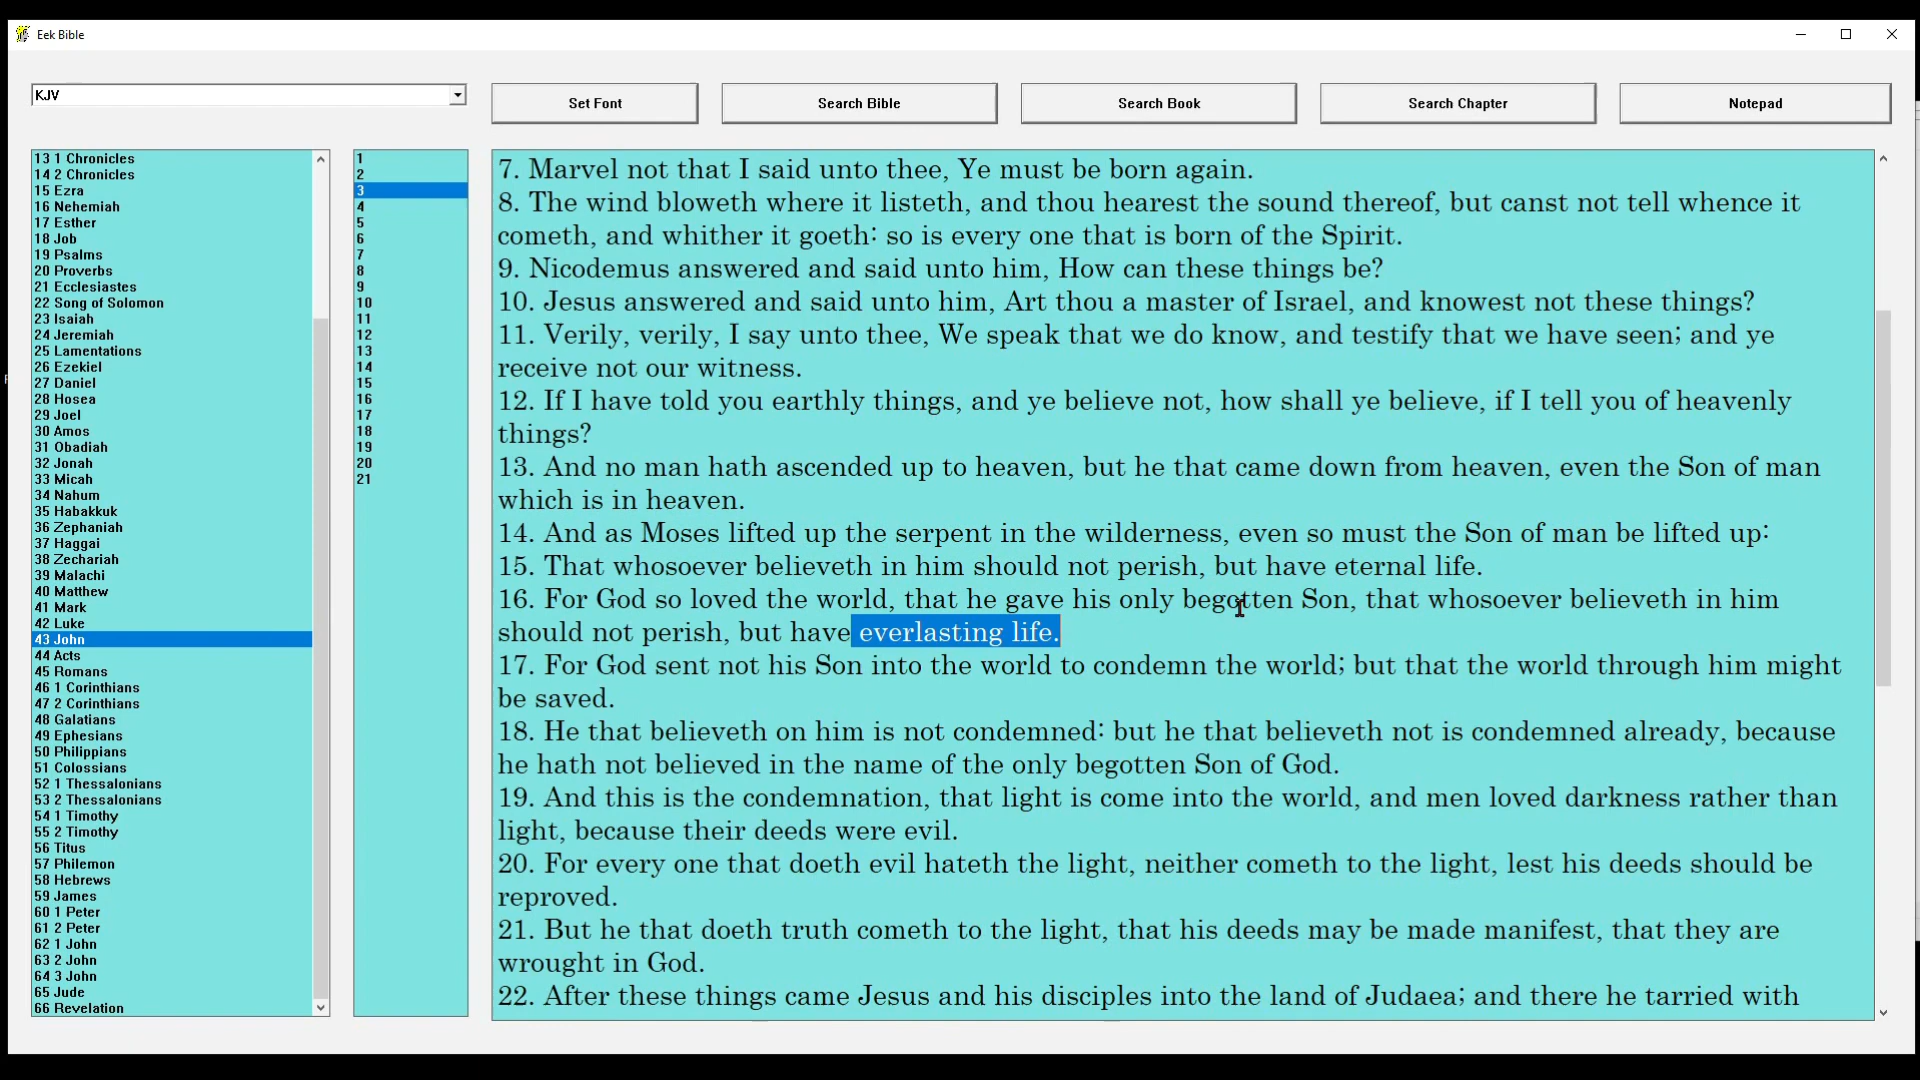 Eek Bible
KJV
Set Font
Search Bible
Search Book
Search Chapter
Notepad
13 1 Chronicles
14 2 Chronicles
15 Ezra
16 Nehemiah
17 Esther
18 Job
19 Psalms
20 Proverbs
21 Ecclesiastes
22 Song of Solomon
23 Isaiah
24 Jeremiah
25 Lamentations
26 Ezekiel
27 Daniel
28 Hosea
29 Joel
30 Amos
31 Obadiah
32 Jonah
33 Micah
34 Nahum
35 Habakkuk
36 Zephaniah
37 Haggai
38 Zechariah
39 Malachi
40 Matthew
41 Mark
42 Luke
43 John
44 Acts
45 Romans
46 1 Corinthians
47 2 Corinthians
48 Galatians
49 Ephesians
50 Philippians
51 Colossians
52 1 Thessalonians
53 2 Thessalonians
54 1 Timothy
55 2 Timothy
56 Titus
57 Philemon
58 Hebrews
59 James
60 1 Peter
61 2 Peter
62 1 John
63 2 John
64 3 John
65 Jude
66 Revelation
1
2
3
4
5
6
7
8
9
10
11
12
13
14
15
16
17
18
19
20
21
7. Marvel not that I said unto thee, Ye must be born again.
8. The wind bloweth where it listeth, and thou hearest the sound thereof, but canst not tell whence it
cometh, and whither it goeth: so is every one that is born of the Spirit.
9. Nicodemus answered and said unto him, How can these things be?
10. Jesus answered and said unto him, Art thou a master of Israel, and knowest not these things?
11. Verily, verily, I say unto thee, We speak that we do know, and testify that we have seen; and ye
receive not our witness.
12. If I have told you earthly things, and ye believe not, how shall ye believe, if I tell you of heavenly
things?
13. And no man hath ascended up to heaven, but he that came down from heaven, even the Son of man
which is in heaven.
14. And as Moses lifted up the serpent in the wilderness, even so must the Son of man be lifted up:
15. That whosoever believeth in him should not perish, but have eternal life.
16. For God so loved the world, that he gave his only begotten Son, that whosoever believeth in him
should not perish, but have everlasting life.
17. For God sent not his Son into the world to condemn the world; but that the world through him might
be saved.
18. He that believeth on him is not condemned: but he that believeth not is condemned already, because
he hath not believed in the name of the only begotten Son of God.
19. And this is the condemnation, that light is come into the world, and men loved darkness rather than
light, because their deeds were evil.
20. For every one that doeth evil hateth the light, neither cometh to the light, lest his deeds should be
reproved.
21. But he that doeth truth cometh to the light, that his deeds may be made manifest, that they are
wrought in God.
22. After these things came Jesus and his disciples into the land of Judaea; and there he tarried with